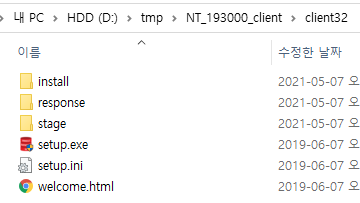 내 PC > HDD (D:) > tmp > NT_193000_client > client32
이름 수정한 날짜
install 2021-05-07 오
response 2021-05-07 오
stage 2021-05-07 오
setup.exe 2019-06-07 오
setup.ini 2019-06-07 오
welcome.html 2019-06-07 오